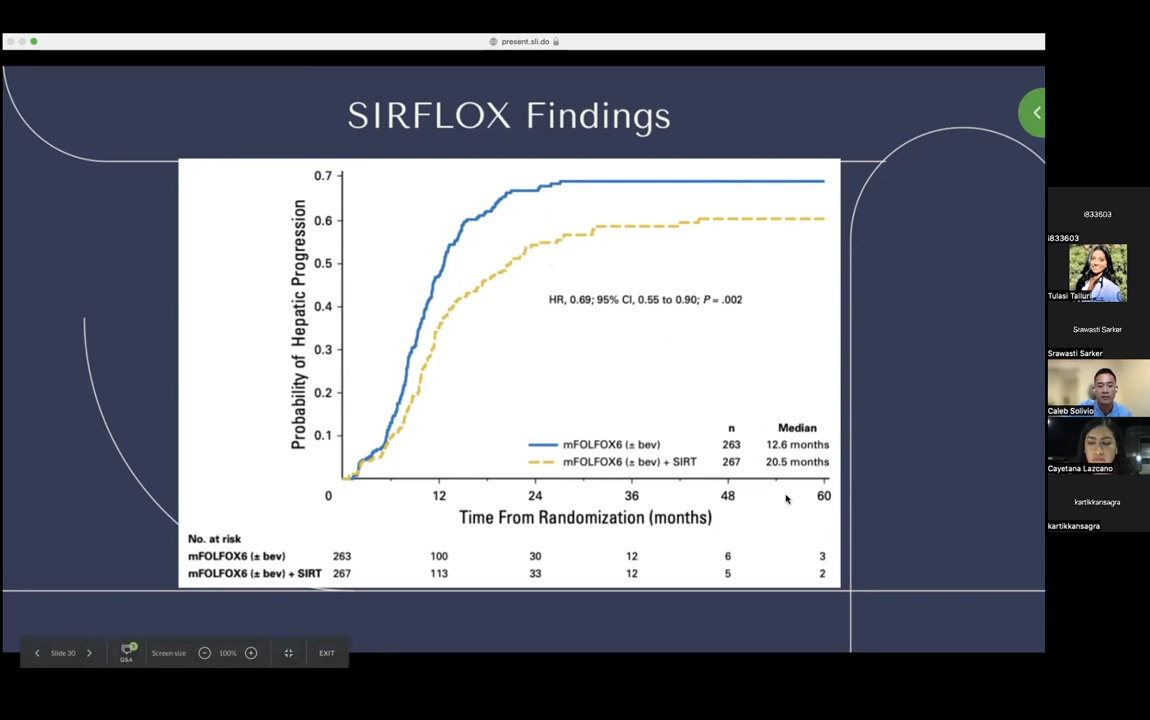 present.sli.do
SIRFLOX Findings
Probability of Hepatic Progression
0.7
0.6
0.5
0.4
0.3
0.2
0.1
HR, 0.69; 95% CI, 0.55 to 0.90; P = .002
n Median
mFOLFOX6 (± bev) 263 12.6 months
mFOLFOX6 (± bev) + SIRT 267 20.5 months
0 12 24 36 48 60
Time From Randomization (months)
No. at risk
mFOLFOX6 (± bev) 263 100 30 12 6 3
mFOLFOX6 (± bev) + SIRT 267 113 33 12 5 2
Slide 30
Q&A
Screen size
100%
EXIT
i833603
i833603
Tulasi Talluri
Srawasti Sarker
Srawasti Sarker
Caleb Solivio
Cayetana Lazcano
kartikkansagra
kartikkansagra